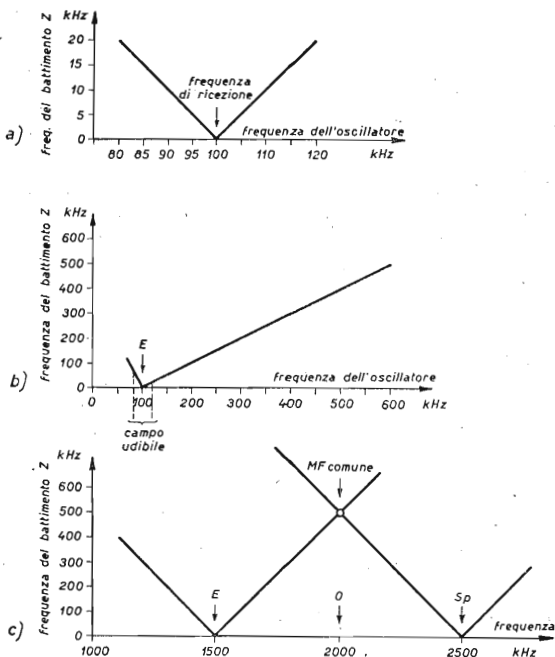 a)
freq. del battimento Z
kHz
20
15
10
5
0
frequenza
di ricezione
frequenza dell'oscillatore
80 85 90 95 100 110 120 kHz
b)
frequenza del battimento Z
kHz
600
500
400
300
200
100
0
E
frequenza dell'oscillatore
0 100 200 300 400 500 600 kHz
campo
udibile
c)
frequenza del battimento Z
kHz
600
500
400
300
200
100
0
MF comune
E O Sp
frequenza
1000 1500 2000 2500 kHz